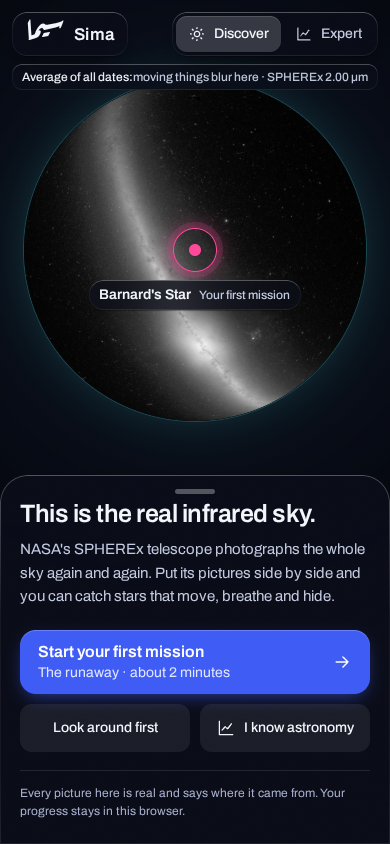 Sima
Discover
Expert
Average of all dates:moving things blur here · SPHEREx 2.00 µm
Barnard's Star Your first mission
This is the real infrared sky.
NASA's SPHEREx telescope photographs the whole
sky again and again. Put its pictures side by side and
you can catch stars that move, breathe and hide.
Start your first mission
The runaway · about 2 minutes
Look around first
I know astronomy
Every picture here is real and says where it came from. Your
progress stays in this browser.